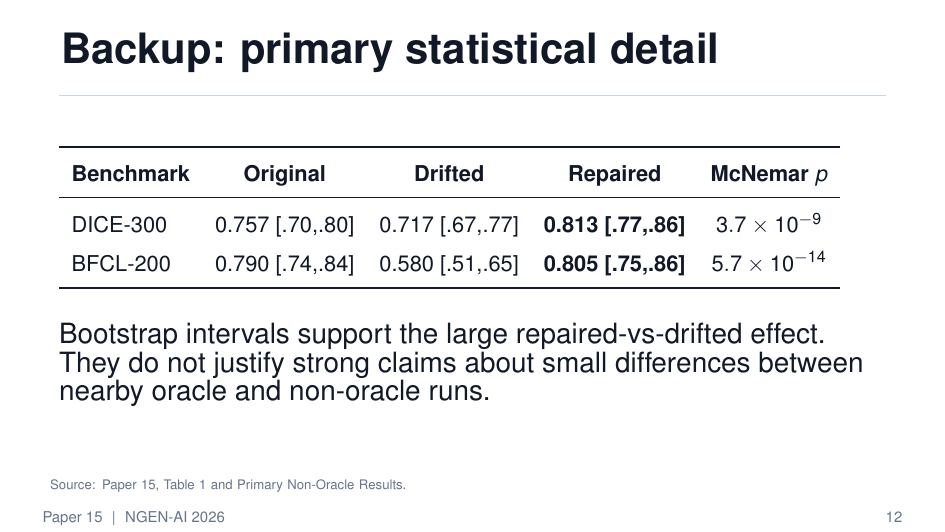 Backup: primary statistical detail
Benchmark Original Drifted Repaired McNemar p
DICE-300 0.757 [.70,.80] 0.717 [.67,.77] 0.813 [.77,.86] 3.7 × 10⁻⁹
BFCL-200 0.790 [.74,.84] 0.580 [.51,.65] 0.805 [.75,.86] 5.7 × 10⁻¹⁴
Bootstrap intervals support the large repaired-vs-drifted effect.
They do not justify strong claims about small differences between
nearby oracle and non-oracle runs.
Source: Paper 15, Table 1 and Primary Non-Oracle Results.
Paper 15 | NGEN-AI 2026 12